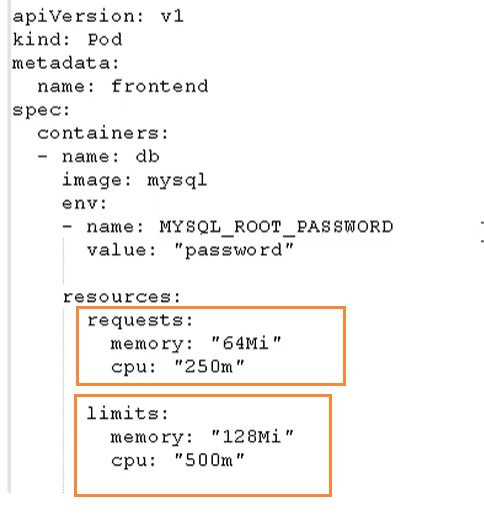 apiVersion: v1
kind: Pod
metadata:
  name: frontend
spec:
  containers:
  - name: db
    image: mysql
    env:
    - name: MYSQL_ROOT_PASSWORD
      value: "password"
    resources:
      requests:
        memory: "64Mi"
        cpu: "250m"
      limits:
        memory: "128Mi"
        cpu: "500m"